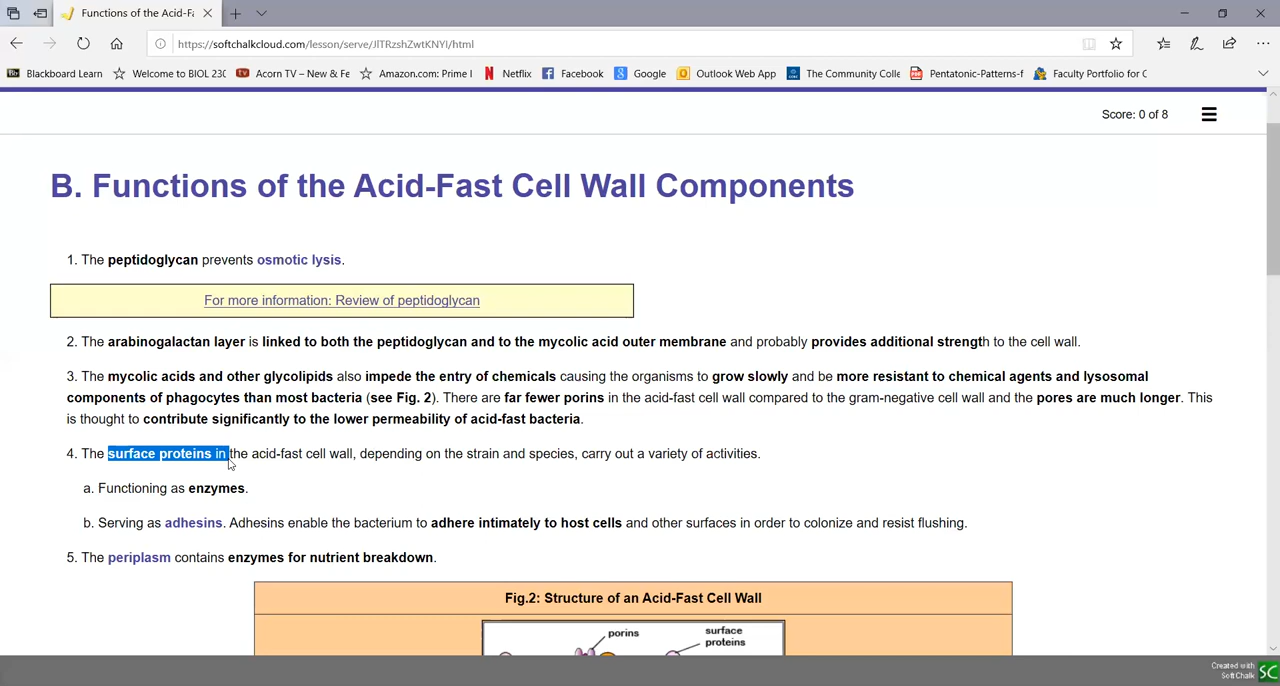 Functions of the Acid-Fa
https://softchalkcloud.com/lesson/serve/JlTRzshZwtKNYI/html
Blackboard Learn Welcome to BIOL 230 Acorn TV – New & Fe Amazon.com: Prime I Netflix Facebook Google Outlook Web App The Community Colle Pentatonic-Patterns-f Faculty Portfolio for C
Score: 0 of 8
B. Functions of the Acid-Fast Cell Wall Components
1. The peptidoglycan prevents osmotic lysis.
For more information: Review of peptidoglycan
2. The arabinogalactan layer is linked to both the peptidoglycan and to the mycolic acid outer membrane and probably provides additional strength to the cell wall.
3. The mycolic acids and other glycolipids also impede the entry of chemicals causing the organisms to grow slowly and be more resistant to chemical agents and lysosomal
components of phagocytes than most bacteria (see Fig. 2). There are far fewer porins in the acid-fast cell wall compared to the gram-negative cell wall and the pores are much longer. This
is thought to contribute significantly to the lower permeability of acid-fast bacteria.
4. The surface proteins in the acid-fast cell wall, depending on the strain and species, carry out a variety of activities.
a. Functioning as enzymes.
b. Serving as adhesins. Adhesins enable the bacterium to adhere intimately to host cells and other surfaces in order to colonize and resist flushing.
5. The periplasm contains enzymes for nutrient breakdown.
Fig.2: Structure of an Acid-Fast Cell Wall
porins
surface
proteins
Created with
SoftChalk
SC